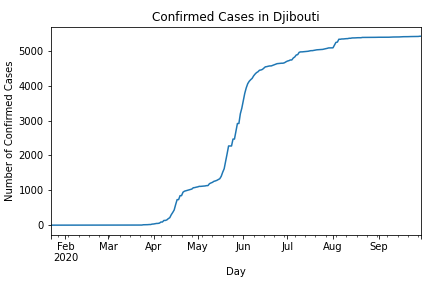 Confirmed Cases in Djibouti
Number of Confirmed Cases
5000
4000
3000
2000
1000
0
Feb Mar Apr May Jun Jul Aug Sep
2020
Day